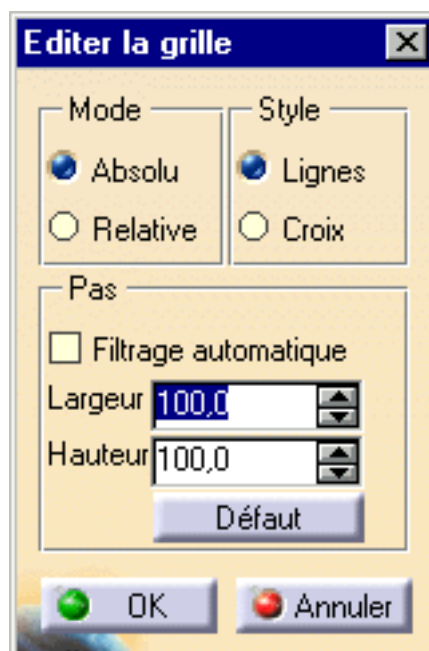 Editer la grille
Mode
Absolu
Relative
Style
Lignes
Croix
Pas
Filtrage automatique
Largeur 100,0
Hauteur 100,0
Défaut
OK
Annuler